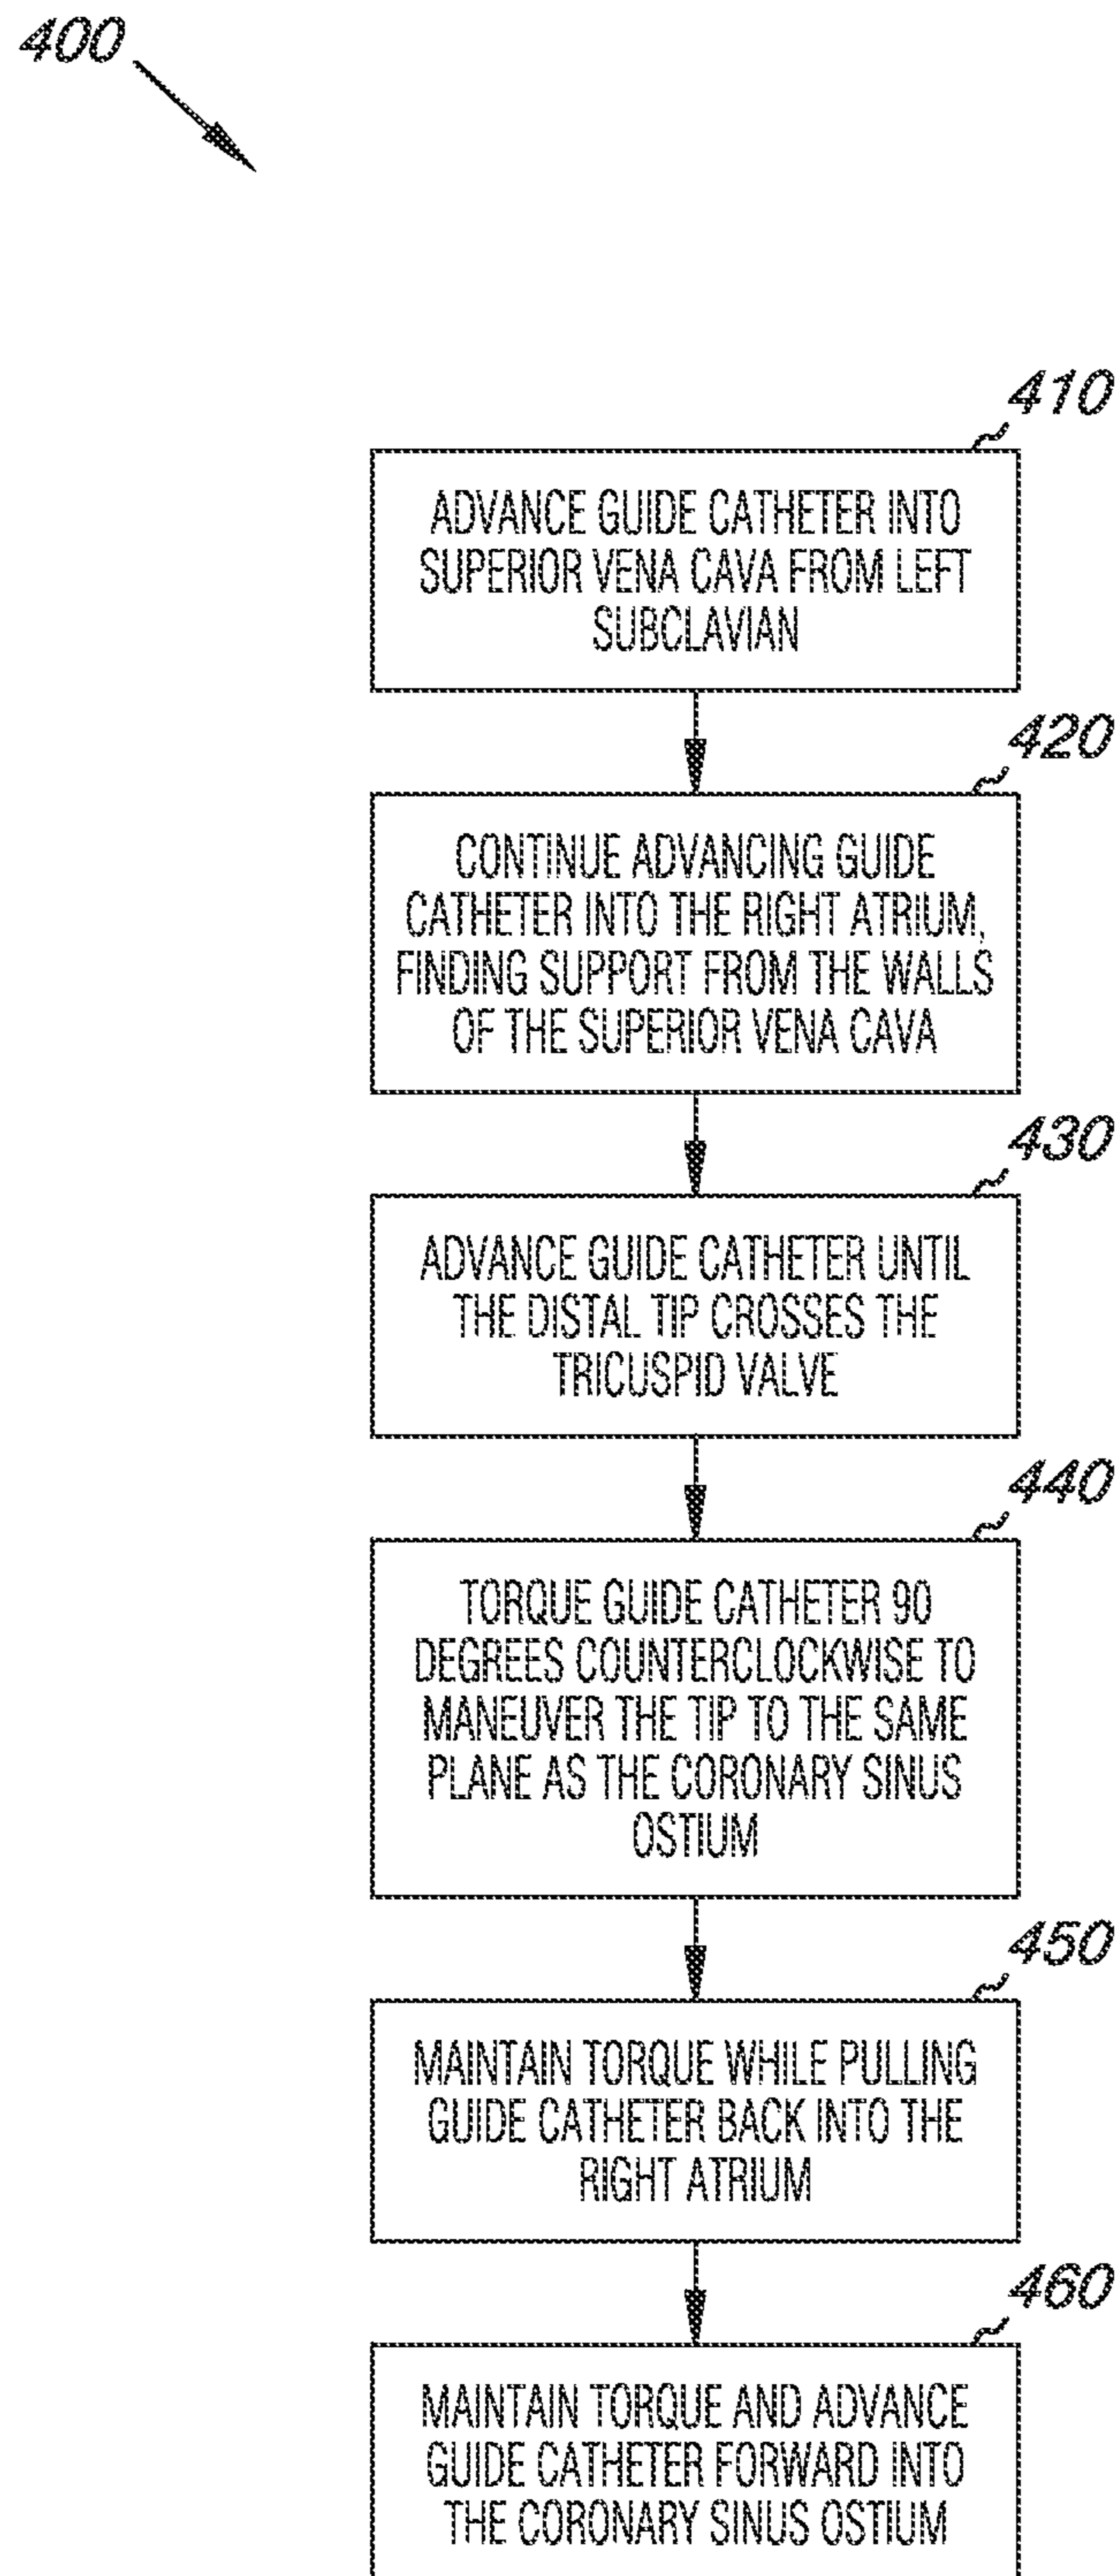 400
410
ADVANCE GUIDE CATHETER INTO
SUPERIOR VENA CAVA FROM LEFT
SUBCLAVIAN
420
CONTINUE ADVANCING GUIDE
CATHETER INTO THE RIGHT ATRIUM,
FINDING SUPPORT FROM THE WALLS
OF THE SUPERIOR VENA CAVA
430
ADVANCE GUIDE CATHETER UNTIL
THE DISTAL TIP CROSSES THE
TRICUSPID VALVE
440
TORQUE GUIDE CATHETER 90
DEGREES COUNTERCLOCKWISE TO
MANEUVER THE TIP TO THE SAME
PLANE AS THE CORONARY SINUS
OSTIUM
450
MAINTAIN TORQUE WHILE PULLING
GUIDE CATHETER BACK INTO THE
RIGHT ATRIUM
460
MAINTAIN TORQUE AND ADVANCE
GUIDE CATHETER FORWARD INTO
THE CORONARY SINUS OSTIUM